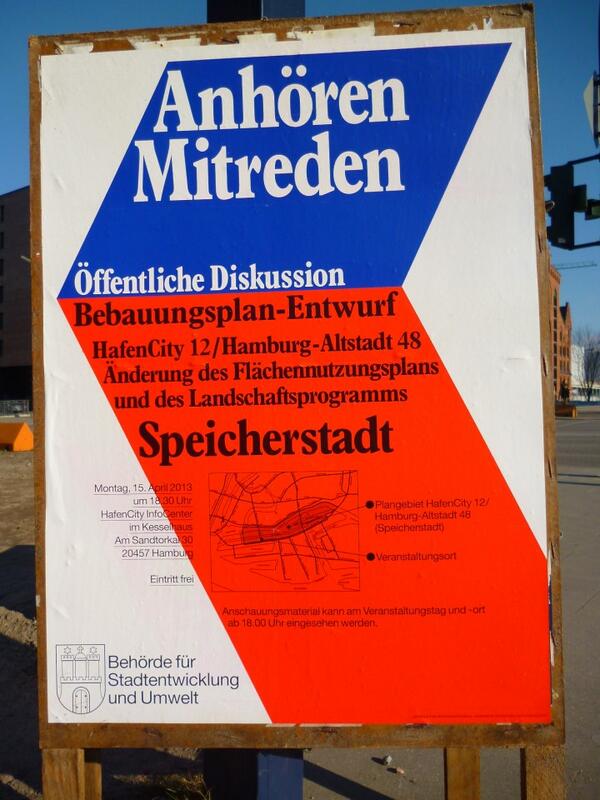 Anhören
Mitreden
Öffentliche Diskussion
Bebauungsplan-Entwurf
HafenCity 12/Hamburg-Altstadt 48
Änderung des Flächennutzungsplans
und des Landschaftsprogramms
Speicherstadt
Montag, 15. April 2013
um 18.30 Uhr
HafenCity InfoCenter
im Kesselhaus
Am Sandtorkai 30
20457 Hamburg
Eintritt frei
Plangebiet HafenCity 12/
Hamburg-Altstadt 48
(Speicherstadt)
Veranstaltungsort
Anschauungsmaterial kann am Veranstaltungstag und -ort
ab 18.00 Uhr eingesehen werden.
Behörde für
Stadtentwicklung
und Umwelt